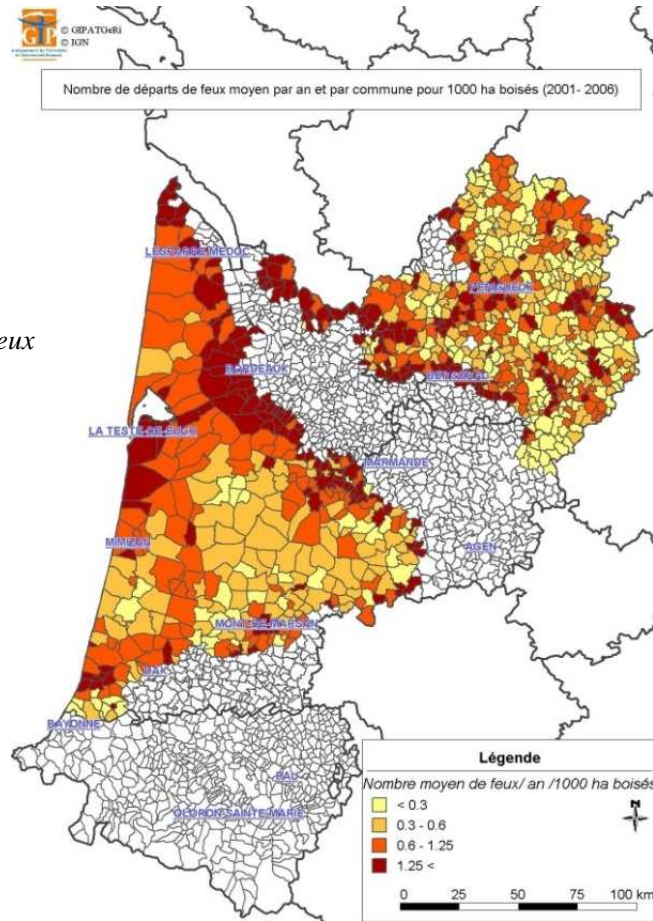 © GIPATGeRi
GIP
© IGN
Nombre de départs de feux moyen par an et par commune pour 1000 ha boisés (2001- 2006)
LESPARRE-MEDOC
PERIGUEUX
eux
BORDEAUX
BERGERAC
LA TESTE-DE-BUCH
MARMANDE
MIMIZAN
AGEN
MONT-DE-MARSAN
DAX
BAYONNE
PAU
OLORON-SAINTE-MARIE
Légende
Nombre moyen de feux/ an /1000 ha boisés
< 0.3
0.3 - 0.6
0.6 - 1.25
1.25 <
N
0 25 50 75 100 km